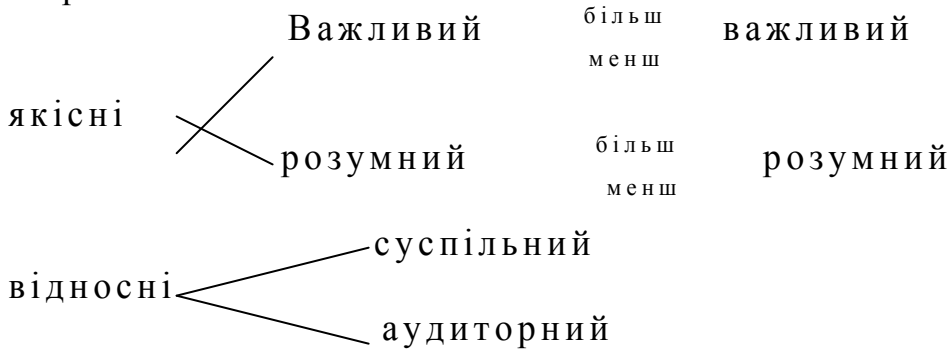 Важливий більш менш важливий
якісні
розумний більш менш розумний
суспільний
відносні
аудиторний